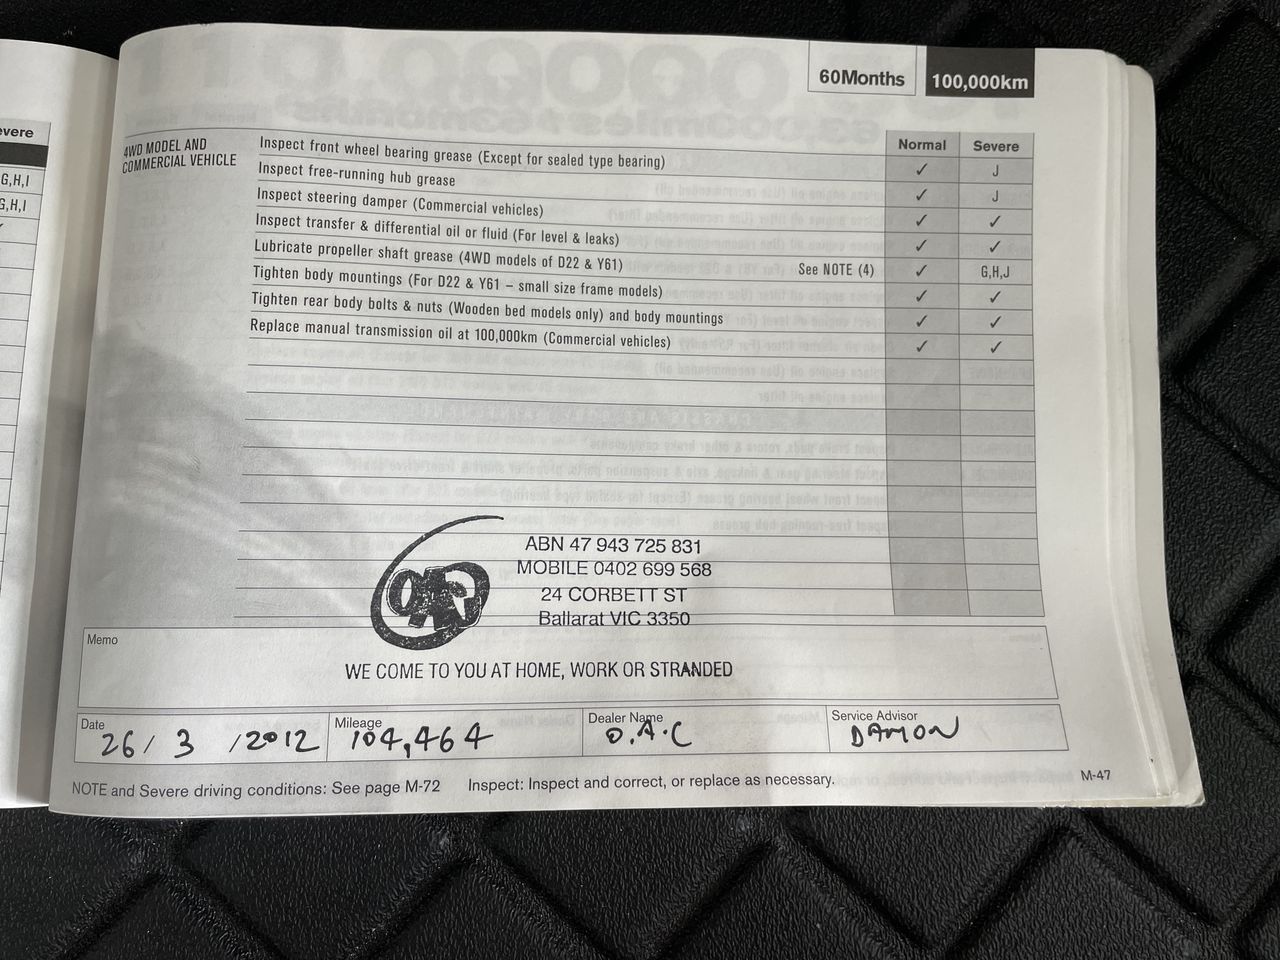 60Months 100,000km
evere
G,H,I
G,H,I
Normal Severe
4WD MODEL AND
COMMERCIAL VEHICLE
Inspect front wheel bearing grease (Except for sealed type bearing) ✓ J
Inspect free-running hub grease ✓ J
Inspect steering damper (Commercial vehicles) ✓ ✓
Inspect transfer & differential oil or fluid (For level & leaks) ✓ ✓
Lubricate propeller shaft grease (4WD models of D22 & Y61) See NOTE (4) ✓ G,H,J
Tighten body mountings (For D22 & Y61 – small size frame models) ✓ ✓
Tighten rear body bolts & nuts (Wooden bed models only) and body mountings ✓ ✓
Replace manual transmission oil at 100,000km (Commercial vehicles) ✓ ✓
ABN 47 943 725 831
MOBILE 0402 699 568
24 CORBETT ST
Ballarat VIC 3350
Memo
WE COME TO YOU AT HOME, WORK OR STRANDED
Date 26/3/2012
Mileage 104,464
Dealer Name O.A.C
Service Advisor DAMON
NOTE and Severe driving conditions: See page M-72 Inspect: Inspect and correct, or replace as necessary.
M-47